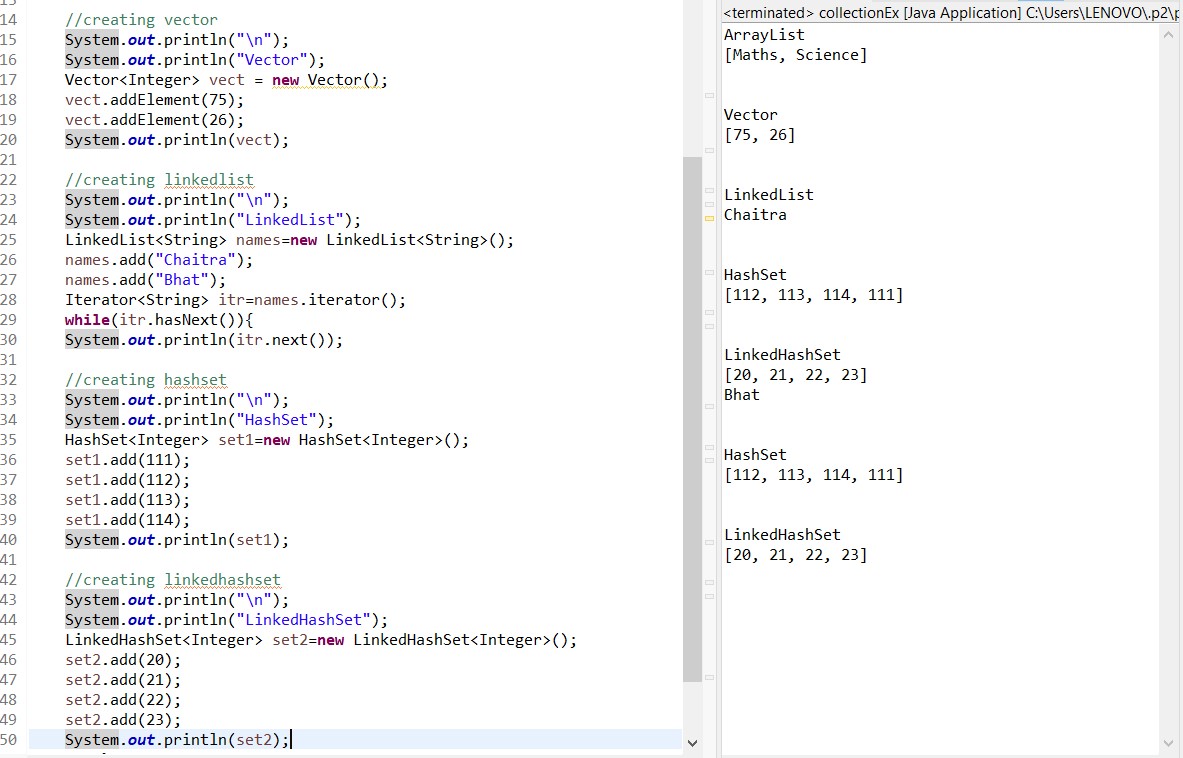 14 //creating vector
15 System.out.println("\n");
16 System.out.println("Vector");
17 Vector<Integer> vect = new Vector();
18 vect.addElement(75);
19 vect.addElement(26);
20 System.out.println(vect);
21
22 //creating linkedlist
23 System.out.println("\n");
24 System.out.println("LinkedList");
25 LinkedList<String> names=new LinkedList<String>();
26 names.add("Chaitra");
27 names.add("Bhat");
28 Iterator<String> itr=names.iterator();
29 while(itr.hasNext()){
30 System.out.println(itr.next());
31
32 //creating hashset
33 System.out.println("\n");
34 System.out.println("HashSet");
35 HashSet<Integer> set1=new HashSet<Integer>();
36 set1.add(111);
37 set1.add(112);
38 set1.add(113);
39 set1.add(114);
40 System.out.println(set1);
41
42 //creating linkedhashset
43 System.out.println("\n");
44 System.out.println("LinkedHashSet");
45 LinkedHashSet<Integer> set2=new LinkedHashSet<Integer>();
46 set2.add(20);
47 set2.add(21);
48 set2.add(22);
49 set2.add(23);
50 System.out.println(set2);
<terminated> collectionEx [Java Application] C:\Users\LENOVO\.p2\p
ArrayList
[Maths, Science]
Vector
[75, 26]
LinkedList
Chaitra
HashSet
[112, 113, 114, 111]
LinkedHashSet
[20, 21, 22, 23]
Bhat
HashSet
[112, 113, 114, 111]
LinkedHashSet
[20, 21, 22, 23]